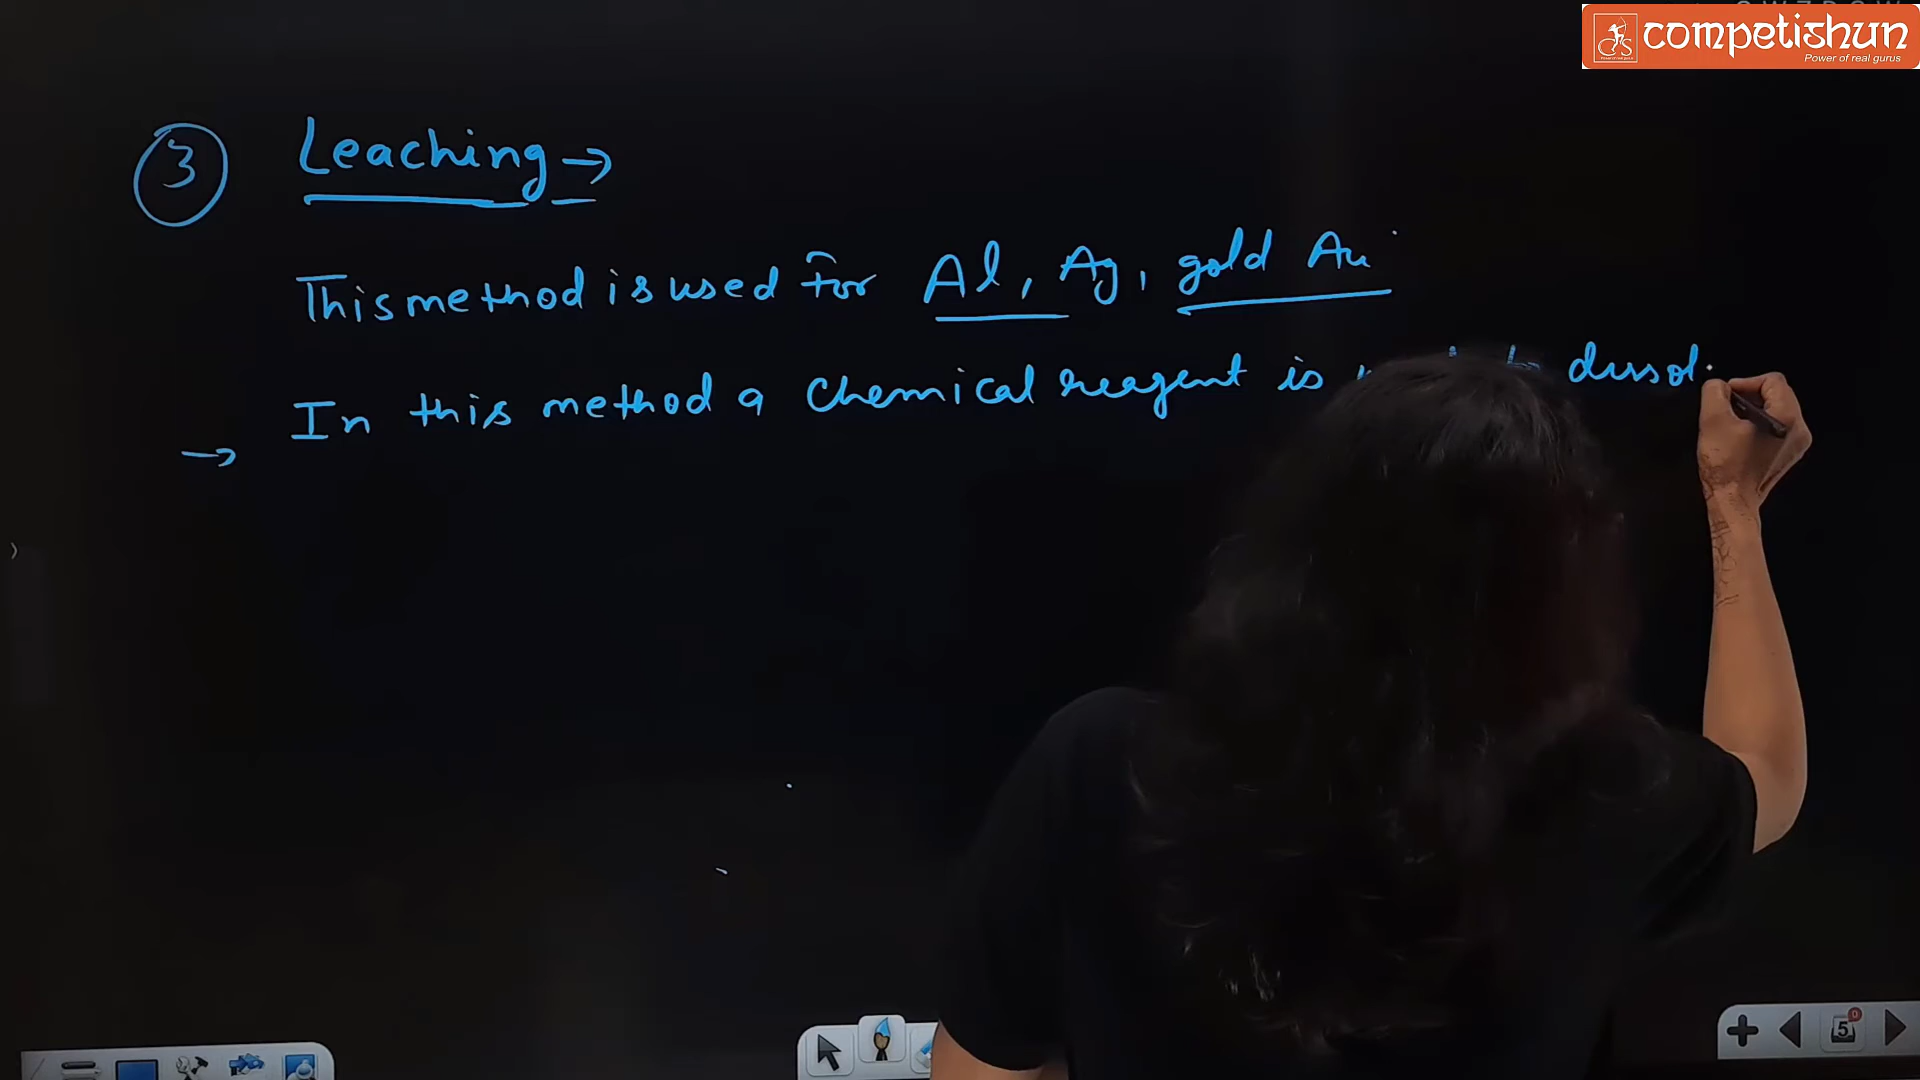 competishun
Power of real gurus
3 Leaching →
This method is used for Al, Ag, gold Au
→ In this method a chemical reagent is
5